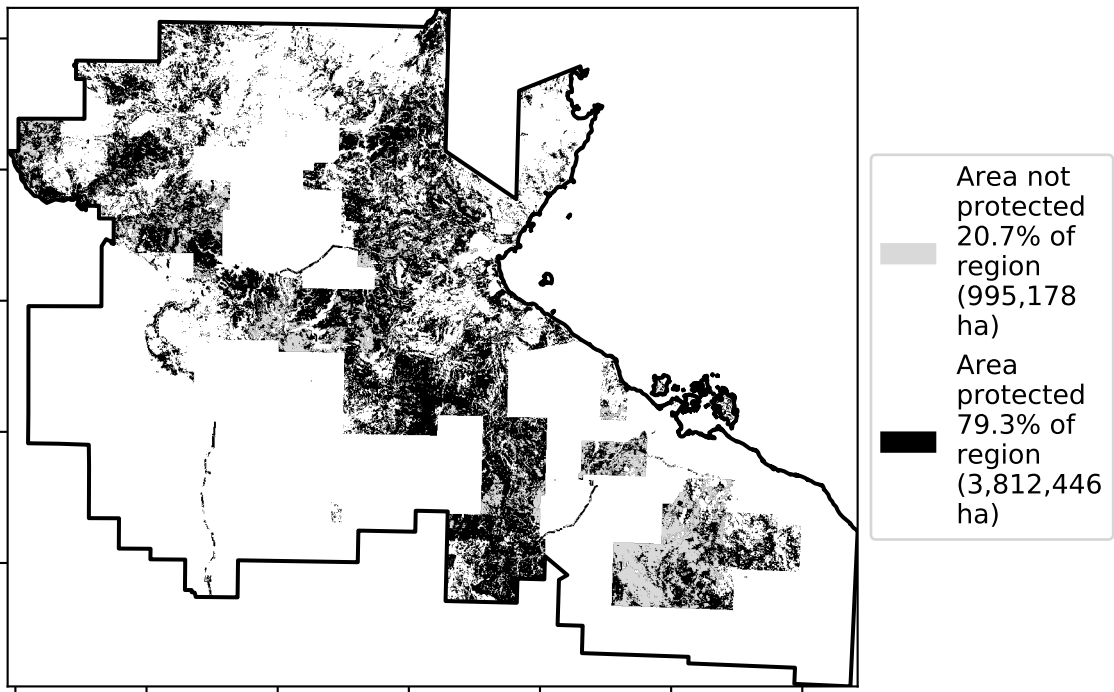 Area not
protected
20.7% of
region
(995,178
ha)
Area
protected
79.3% of
region
(3,812,446
ha)